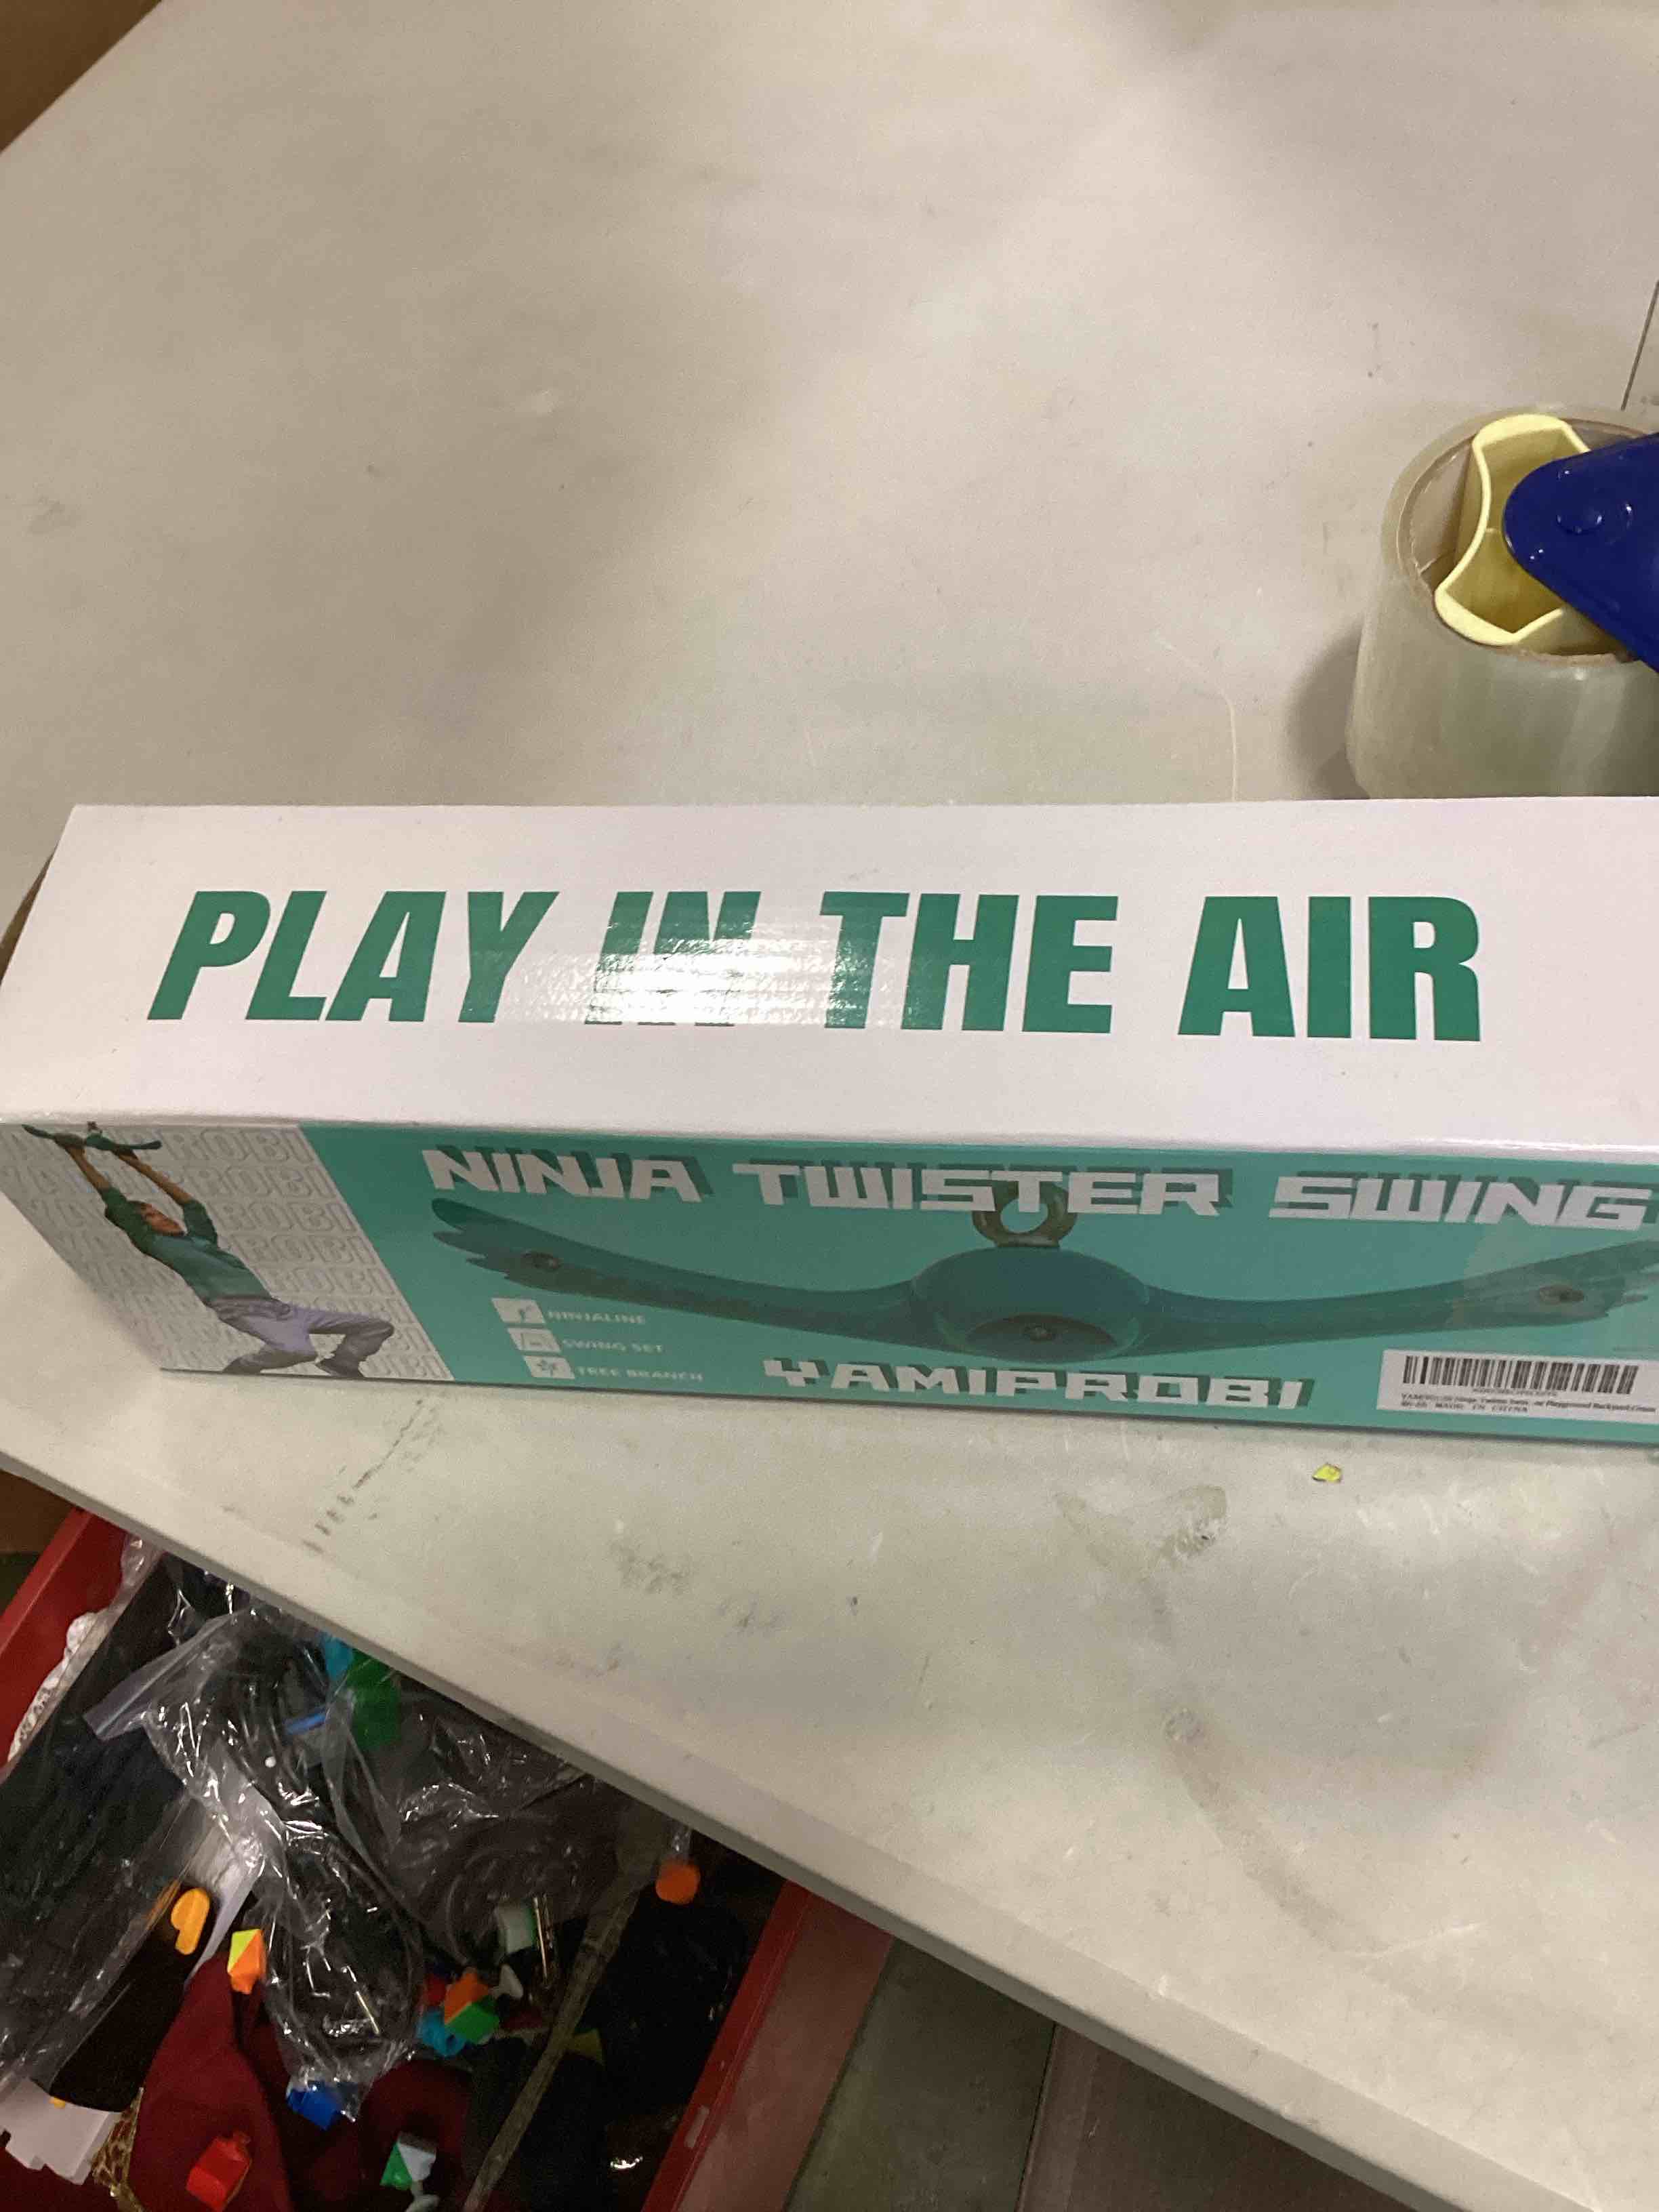 PLAY IN THE AIR
NINJA TWISTER SWING
NINJALINE
SWING SET
TREE BRANCH
YAMIPROBI
MADE IN CHINA